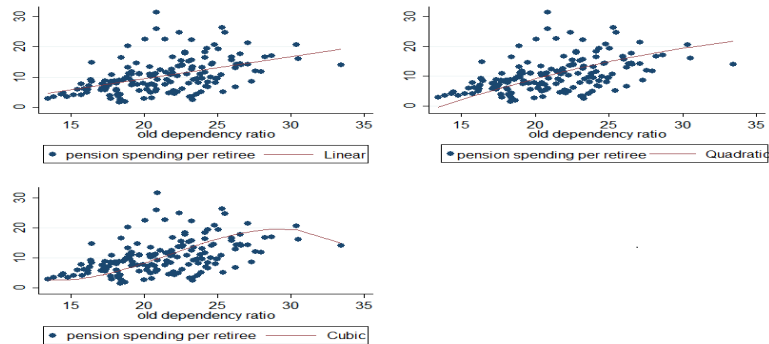 30
20
10
0
15 20 25 30 35
old dependency ratio
pension spending per retiree Linear
30
20
10
0
15 20 25 30 35
old dependency ratio
pension spending per retiree Quadratic
30
20
10
0
15 20 25 30 35
old dependency ratio
pension spending per retiree Cubic